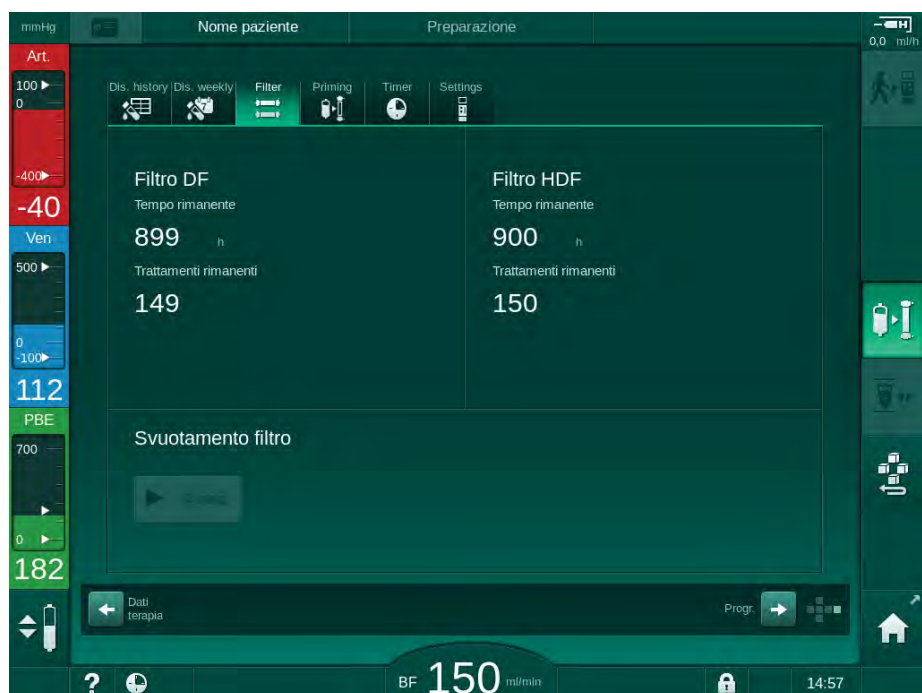 mmHg
Nome paziente
Preparazione
0,0 ml/h
Art.
100
0
-400
-40
Ven
500
0
-100
112
PBE
700
0
182
Dis. history
Dis. weekly
Filter
Priming
Timer
Settings
7
Filtro DF
Tempo rimanente
899 h
Trattamenti rimanenti
149
Filtro HDF
Tempo rimanente
900 h
Trattamenti rimanenti
150
Svuotamento filtro
Dati
terapia
Progr.
? BF 150 ml/min 14:57